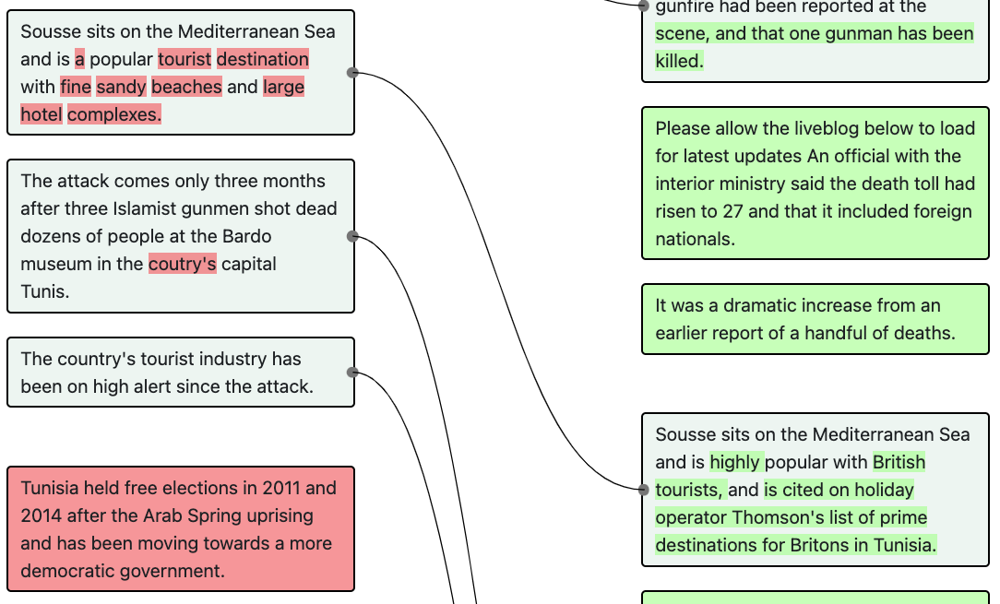 Sousse sits on the Mediterranean Sea
and is a popular tourist destination
with fine sandy beaches and large
hotel complexes.
The attack comes only three months
after three Islamist gunmen shot dead
dozens of people at the Bardo
museum in the coutry's capital
Tunis.
The country's tourist industry has
been on high alert since the attack.
Tunisia held free elections in 2011 and
2014 after the Arab Spring uprising
and has been moving towards a more
democratic government.
gunfire had been reported at the
scene, and that one gunman has been
killed.
Please allow the liveblog below to load
for latest updates An official with the
interior ministry said the death toll had
risen to 27 and that it included foreign
nationals.
It was a dramatic increase from an
earlier report of a handful of deaths.
Sousse sits on the Mediterranean Sea
and is highly popular with British
tourists, and is cited on holiday
operator Thomson's list of prime
destinations for Britons in Tunisia.